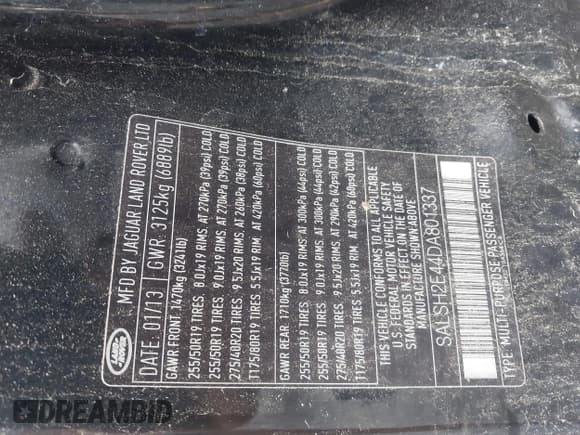 LAND-
ROVER
MFD BY JAGUAR LAND ROVER LTD
DATE: 01/13 GWR. 3125kg (6889lb)
GAWR FRONT: 1470kg (3241lb)
255/50R19 TIRES. 8.0Jx19 RIMS. AT 270kPa (39psi) COLD
255/50R19 TIRES. 9.0Jx19 RIMS. AT 270kPa (39psi) COLD
275/40R20 TIRES. 9.5Jx20 RIMS. AT 260kPa (38psi) COLD
T175/80R19 TIRES 5.5Jx19 RIM. AT 420kPa (60psi) COLD
GAWR REAR: 1710kg (3770lb)
255/50R19 TIRES. 8.0Jx19 RIMS. AT 300kPa (44psi) COLD
255/50R19 TIRES. 9.0Jx19 RIMS. AT 300kPa (44psi) COLD
275/40R20 TIRES. 9.5Jx20 RIMS. AT 290kPa (42psi) COLD
T175/80R19 TIRES 5.5Jx19 RIM. AT 420kPa (60psi) COLD
THIS VEHICLE CONFORMS TO ALL APPLICABLE
U.S. FEDERAL MOTOR VEHICLE SAFETY
STANDARDS IN EFFECT ON THE DATE OF
MANUFACTURE SHOWN ABOVE.
SALSH2E44DA801337
TYPE: MULTI-PURPOSE PASSENGER VEHICLE
DREAMBID